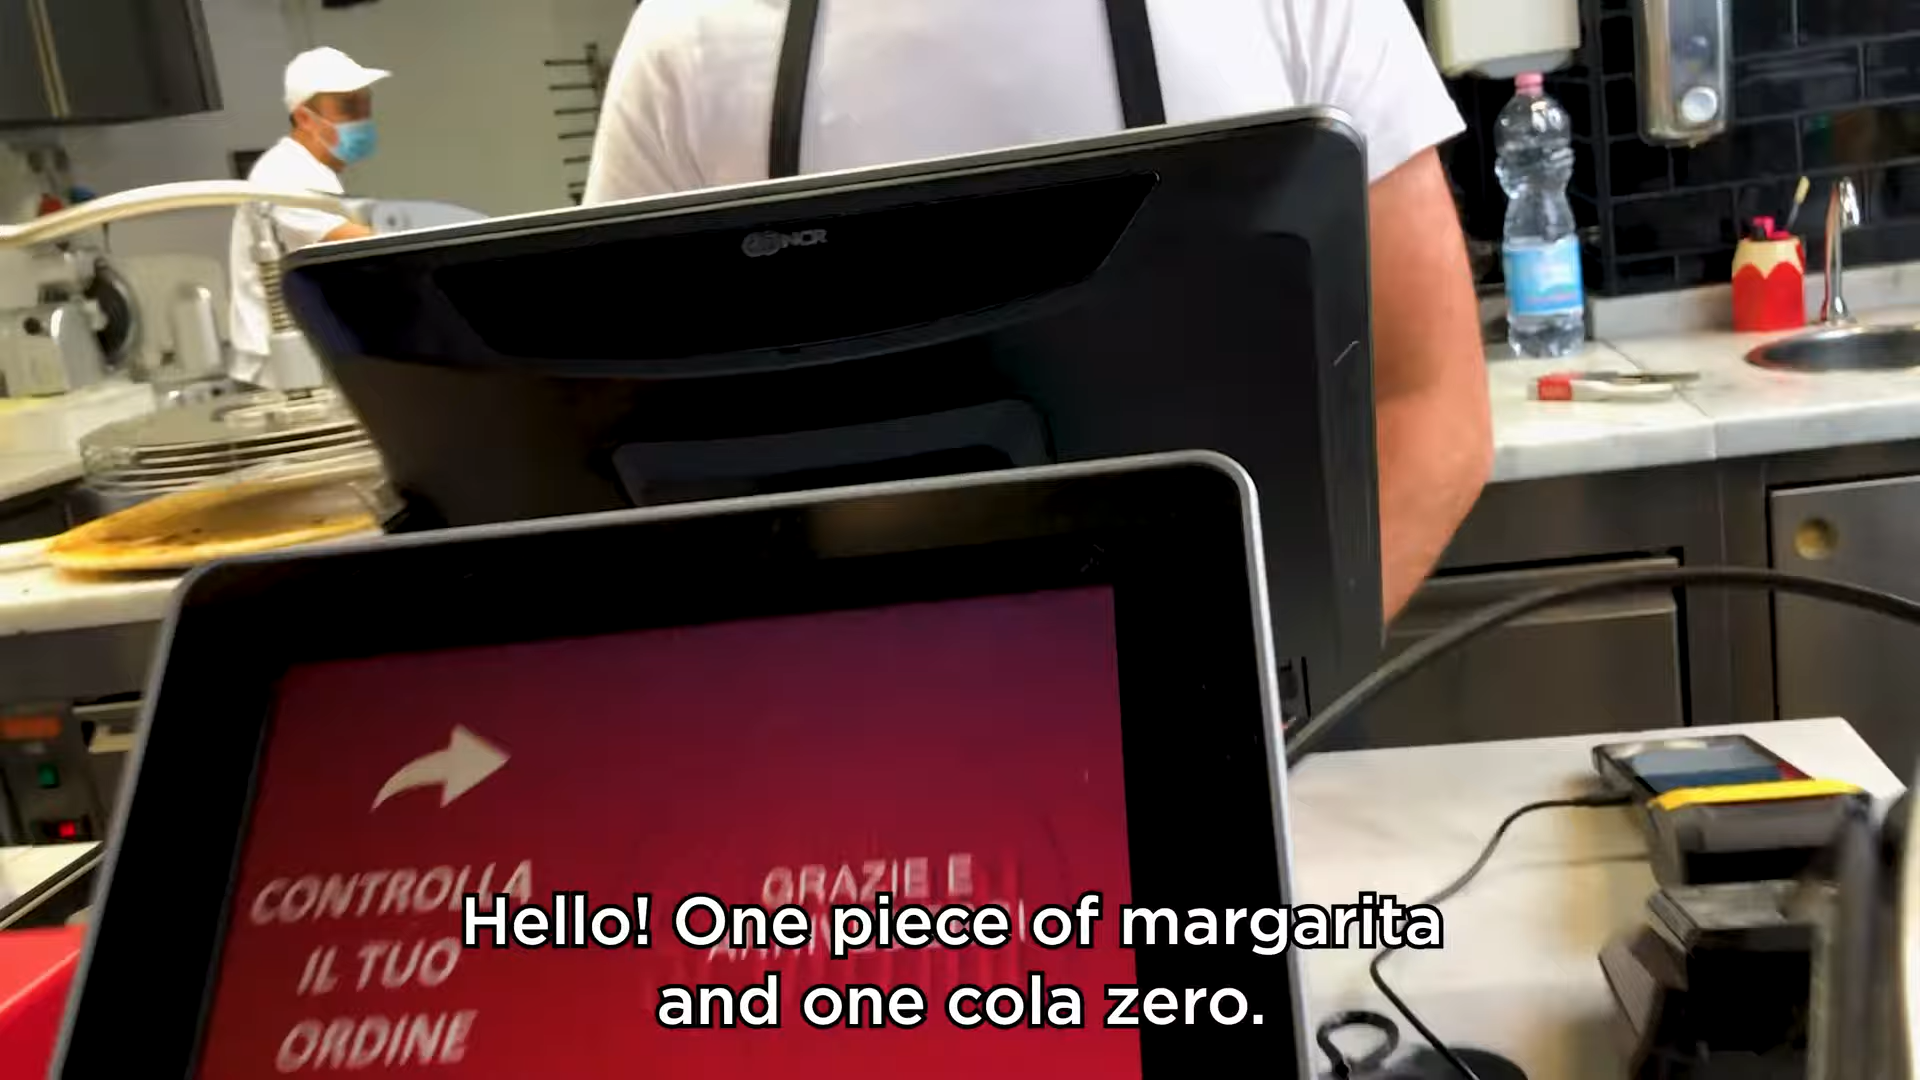 NCR
CONTROLLA
IL TUO
ORDINE
GRAZIE E
Hello! One piece of margarita
and one cola zero.